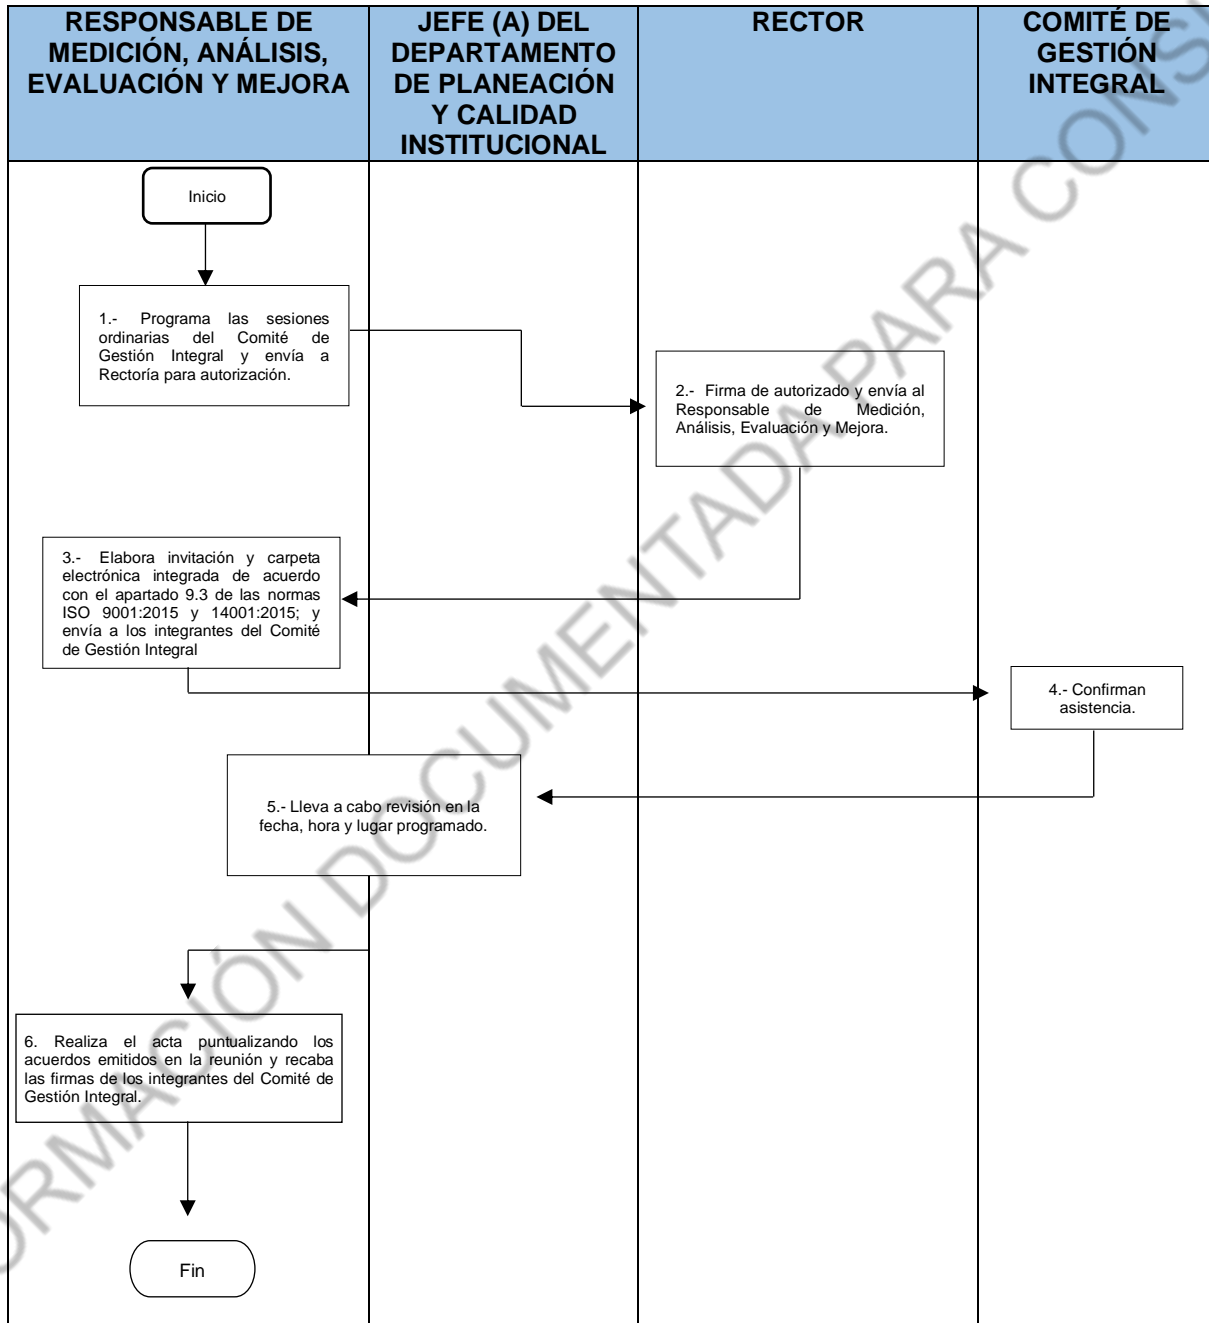 RESPONSABLE DE
MEDICIÓN, ANÁLISIS,
EVALUACIÓN Y MEJORA
JEFE (A) DEL
DEPARTAMENTO
DE PLANEACIÓN
Y CALIDAD
INSTITUCIONAL
RECTOR
COMITÉ DE
GESTIÓN
INTEGRAL
Inicio
1.- Programa las sesiones
ordinarias del Comité de
Gestión Integral y envía a
Rectoría para autorización.
2.- Firma de autorizado y envía al
Responsable de Medición,
Análisis, Evaluación y Mejora.
3.- Elabora invitación y carpeta
electrónica integrada de acuerdo
con el apartado 9.3 de las normas
ISO 9001:2015 y 14001:2015; y
envía a los integrantes del Comité
de Gestión Integral
4.- Confirman
asistencia.
5.- Lleva a cabo revisión en la
fecha, hora y lugar programado.
6. Realiza el acta puntualizando los
acuerdos emitidos en la reunión y recaba
las firmas de los integrantes del Comité de
Gestión Integral.
Fin
ORMACIÓN DOCUMENTADA PARA CONS